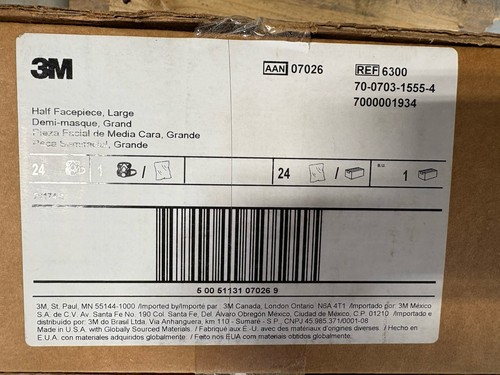 3M
AAN 07026
REF 6300
70-0703-1555-4
7000001934
Half Facepiece, Large
Demi-masque, Grand
Pieza Facial de Media Cara, Grande
Peça Semifacial, Grande
24 1 / 24 / 1
5 00 51131 07026 9
3M, St. Paul, MN 55144-1000 /Imported by/Importé par : 3M Canada, London Ontario N6A 4T1 /Importado por: 3M México
S.A. de C.V. Av. Santa Fe No. 190 Col. Santa Fe, Del. Álvaro Obregón México, Ciudad de México, C.P. 01210 /Importado e
distribuido por: 3M do Brasil Ltda. Via Anhanguera, km 110 - Sumaré - S.P., CNPJ 45.985.371/0001-08
Made in U.S.A. with Globally Sourced Materials. / Fabriqué aux É.-U. avec des matériaux d'origines diverses. / Hecho en
E.U.A. con materiales adquiridos globalmente. / Feito nos EUA com materiais obtidos globalmente.